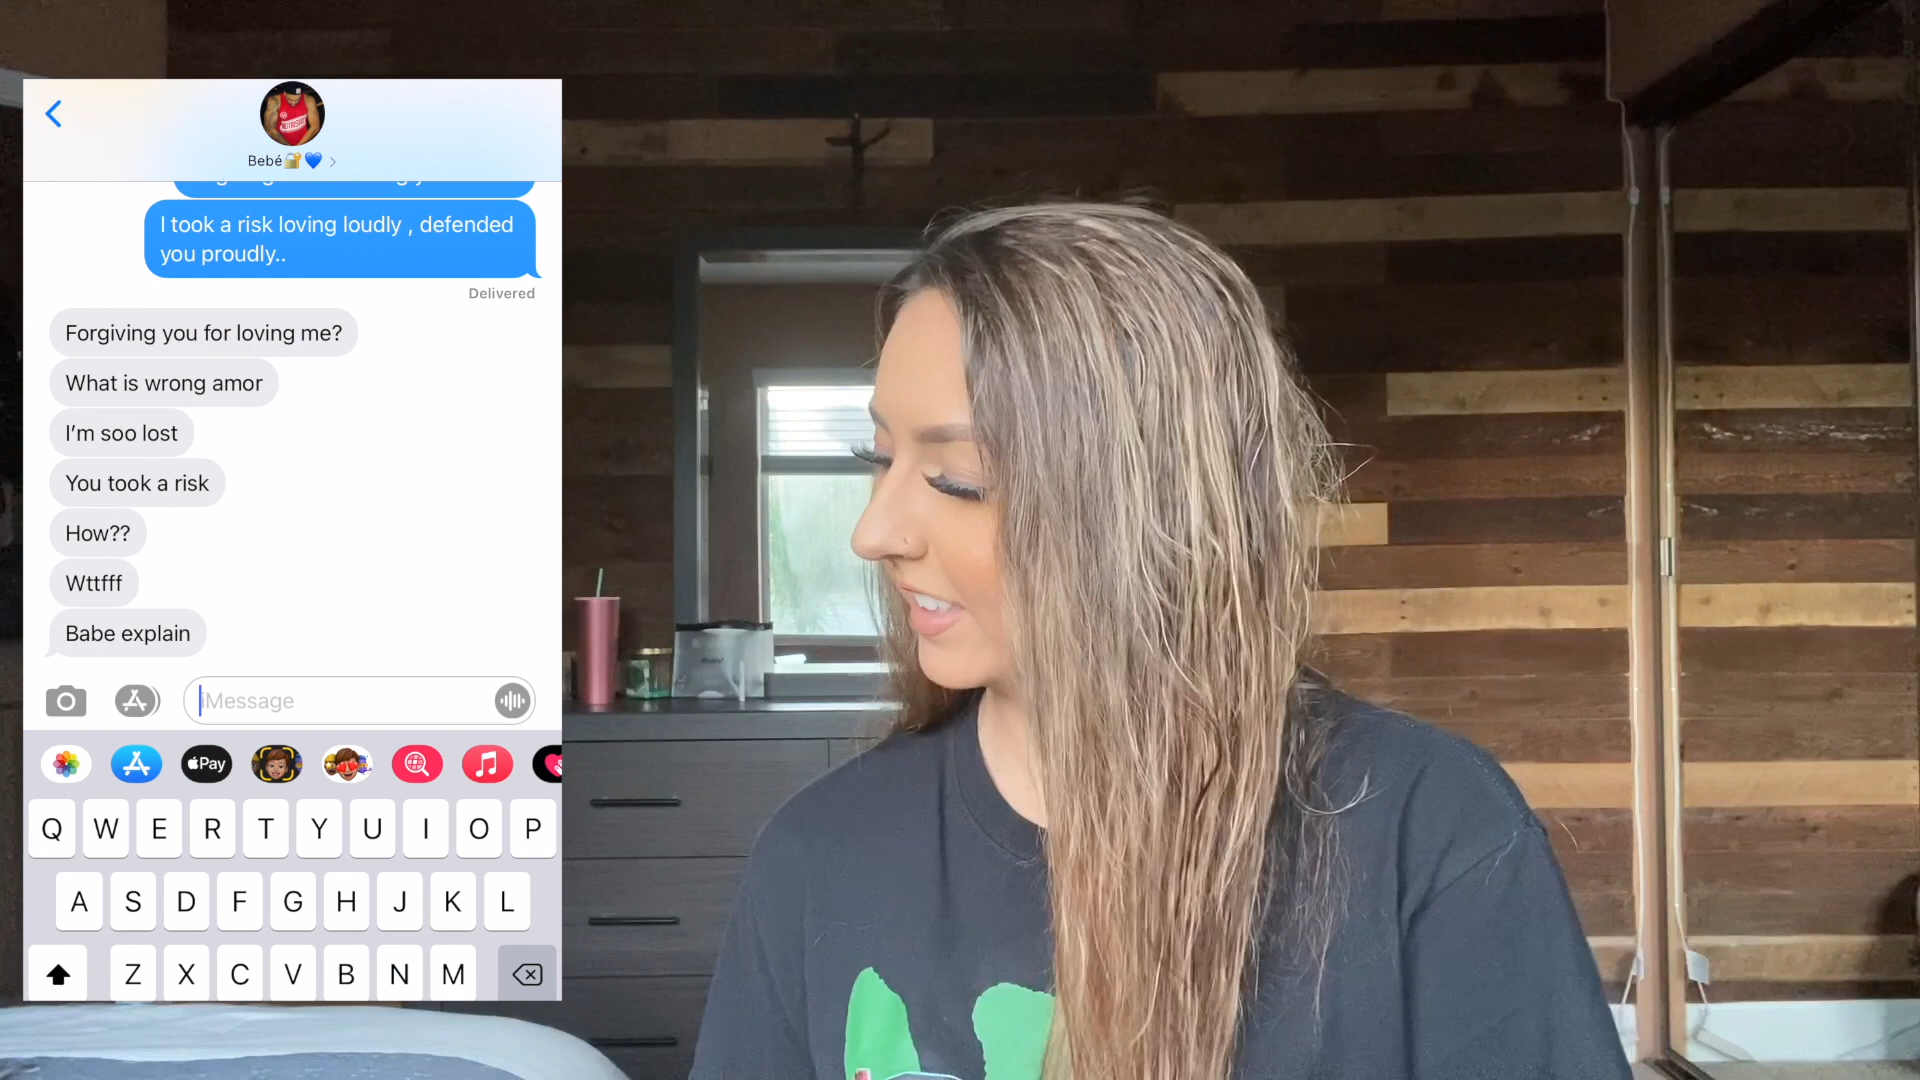 Bebé🔐💙 >
I took a risk loving loudly , defended
you proudly..
Delivered
Forgiving you for loving me?
What is wrong amor
I'm soo lost
You took a risk
How??
Wttfff
Babe explain
iMessage
Pay
Q W E R T Y U I O P
A S D F G H J K L
Z X C V B N M